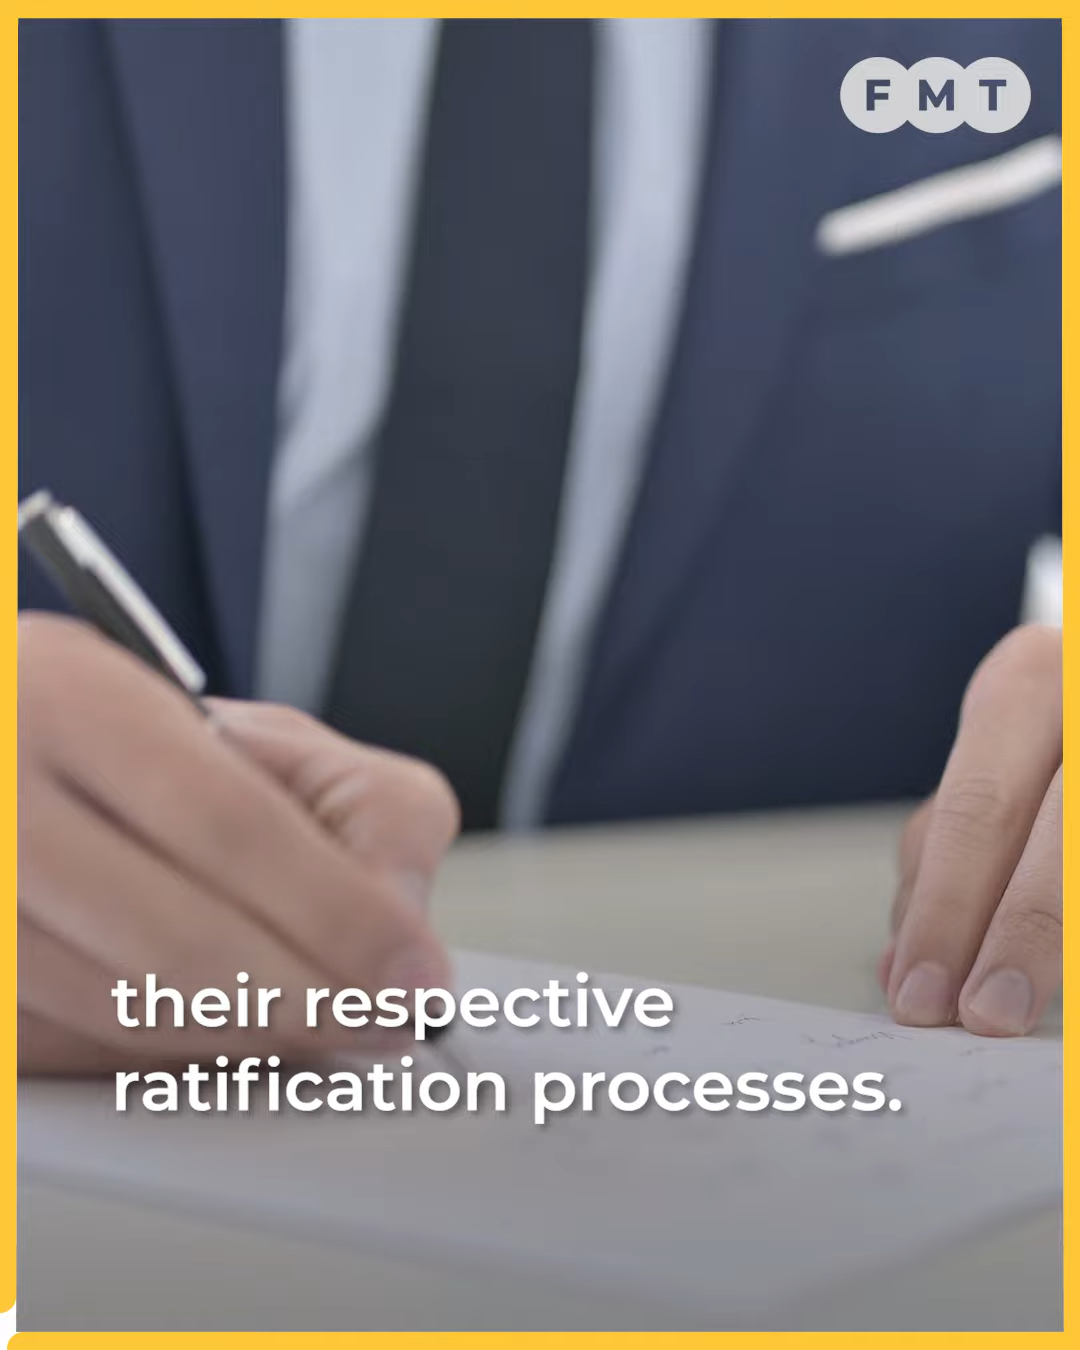 FMT
their respective
ratification processes.